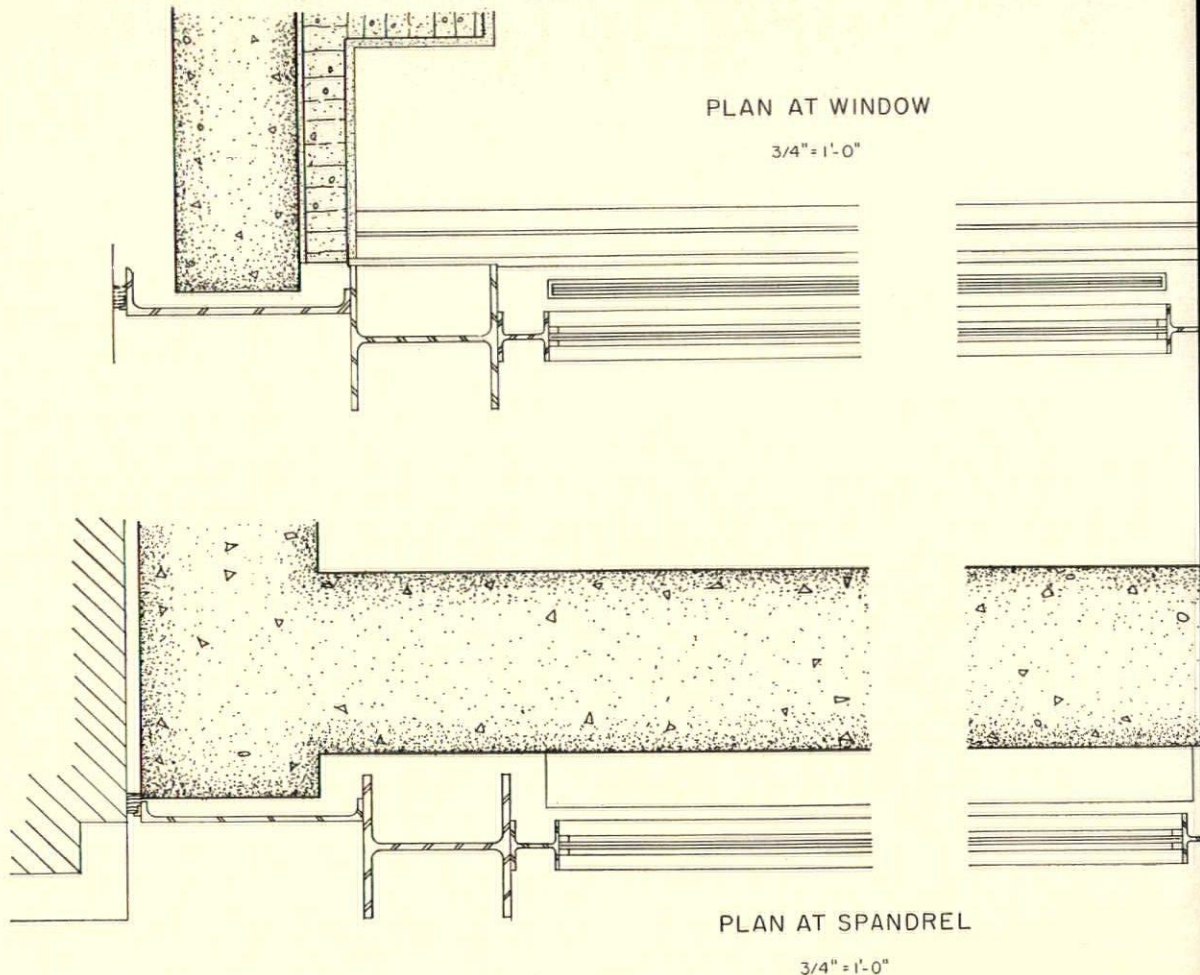 PLAN AT WINDOW
3/4" = 1'-0"
PLAN AT SPANDREL
3/4" = 1'-0"